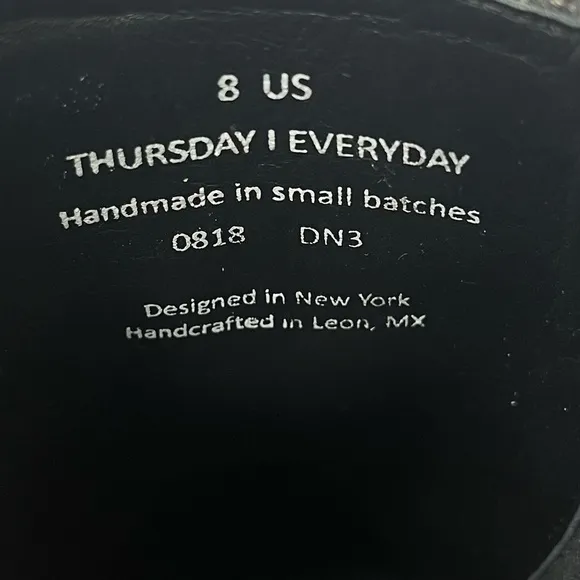 8 US
THURSDAY | EVERYDAY
Handmade in small batches
0818 DN3
Designed in New York
Handcrafted in Leon, MX